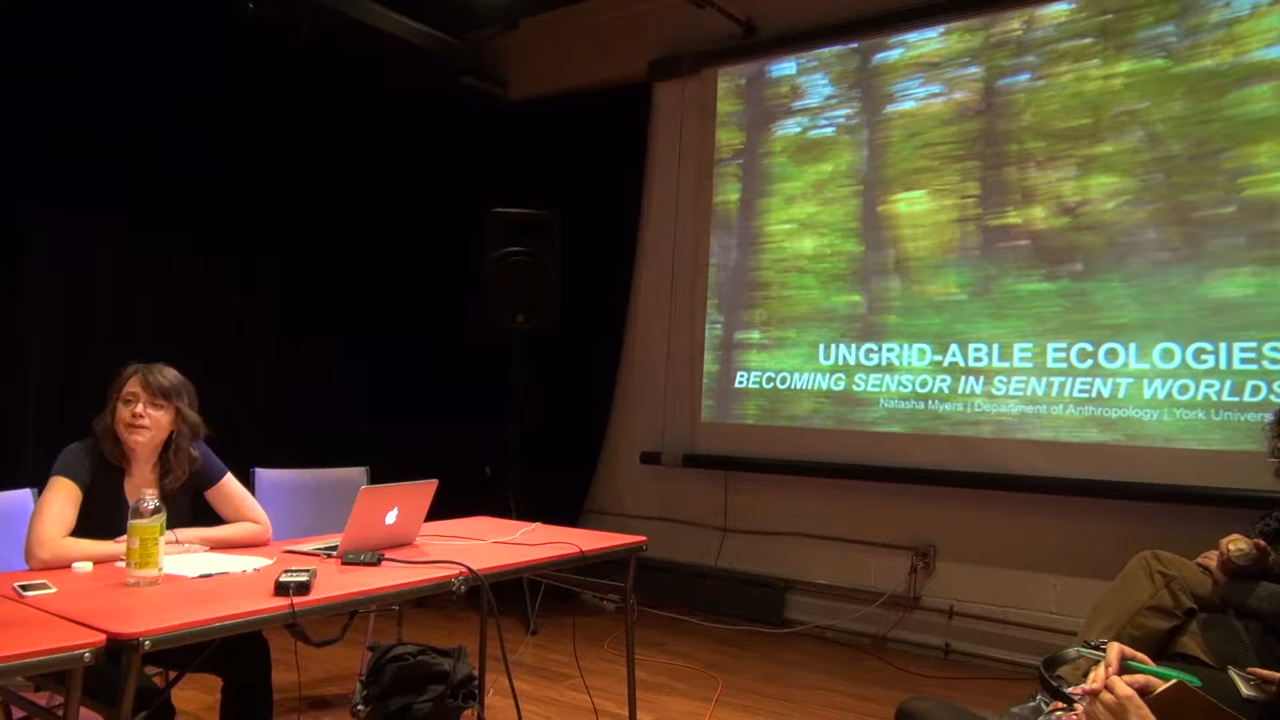 UNGRID-ABLE ECOLOGIES
BECOMING SENSOR IN SENTIENT WORLDS
Natasha Myers | Department of Anthropology | York Univers